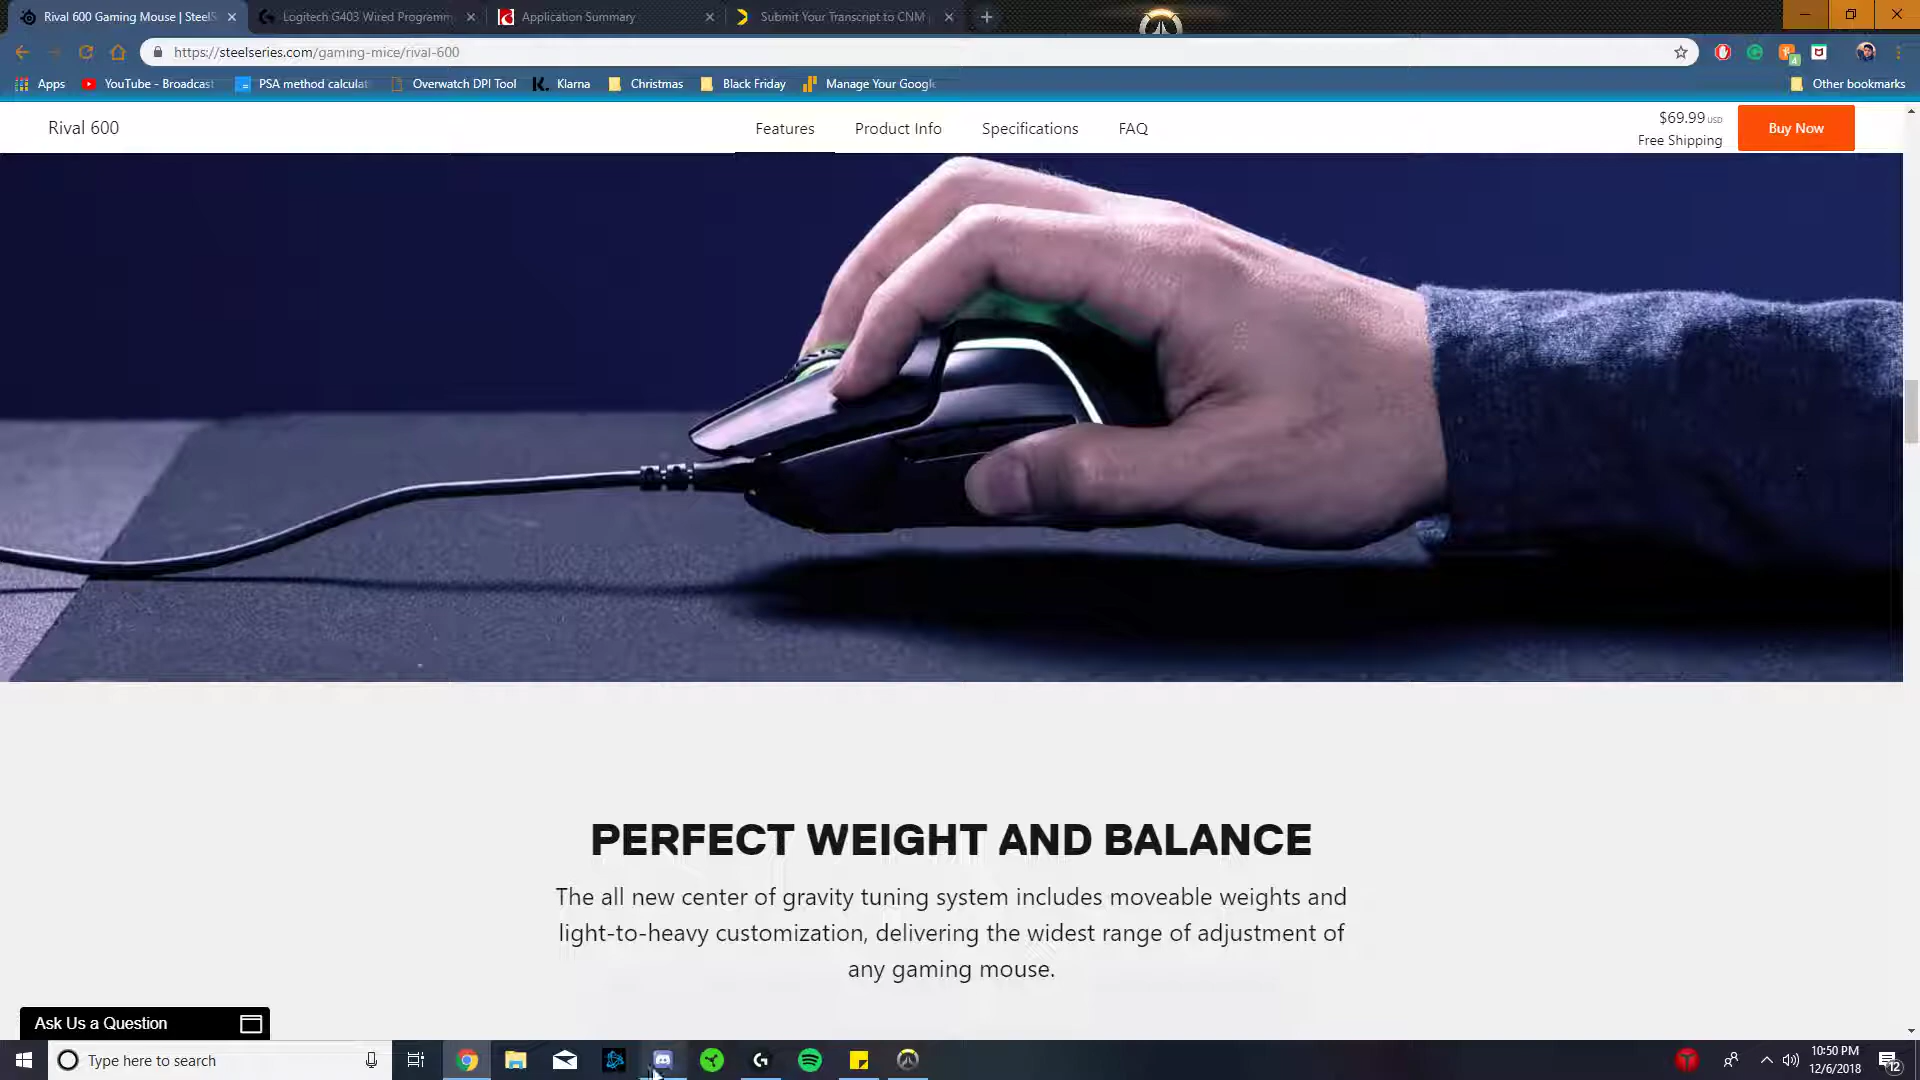 Rival 600 Gaming Mouse | SteelS
Logitech G403 Wired Programm
Application Summary
Submit Your Transcript to CNM
https://steelseries.com/gaming-mice/rival-600
Apps
YouTube - Broadcast
PSA method calculat
Overwatch DPI Tool
Klarna
Christmas
Black Friday
Manage Your Google
Other bookmarks
Rival 600
Features
Product Info
Specifications
FAQ
$69.99 USD
Free Shipping
Buy Now
PERFECT WEIGHT AND BALANCE
The all new center of gravity tuning system includes moveable weights and
light-to-heavy customization, delivering the widest range of adjustment of
any gaming mouse.
Ask Us a Question
Type here to search
10:50 PM
12/6/2018
12